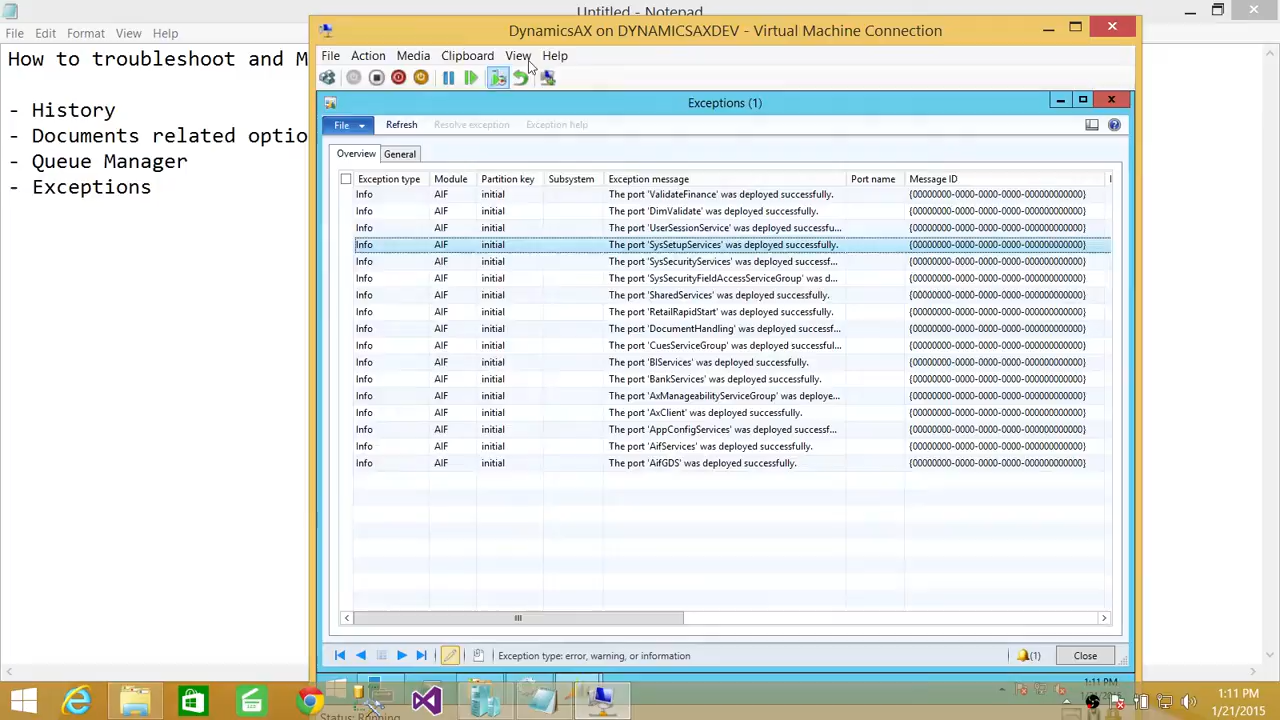 Untitled - Notepad
File Edit Format View Help
How to troubleshoot and M
- History
- Documents related optio
- Queue Manager
- Exceptions
DynamicsAX on DYNAMICSAXDEV - Virtual Machine Connection
File Action Media Clipboard View Help
Exceptions (1)
File Refresh Resolve exception Exception help
Overview General
Exception type Module Partition key Subsystem Exception message Port name Message ID
Info AIF initial The port 'ValidateFinance' was deployed successfully. {00000000-0000-0000-0000-000000000000}
Info AIF initial The port 'DimValidate' was deployed successfully. {00000000-0000-0000-0000-000000000000}
Info AIF initial The port 'UserSessionService' was deployed successfu... {00000000-0000-0000-0000-000000000000}
Info AIF initial The port 'SysSetupServices' was deployed successfully. {00000000-0000-0000-0000-000000000000}
Info AIF initial The port 'SysSecurityServices' was deployed successf... {00000000-0000-0000-0000-000000000000}
Info AIF initial The port 'SysSecurityFieldAccessServiceGroup' was d... {00000000-0000-0000-0000-000000000000}
Info AIF initial The port 'SharedServices' was deployed successfully. {00000000-0000-0000-0000-000000000000}
Info AIF initial The port 'RetailRapidStart' was deployed successfully. {00000000-0000-0000-0000-000000000000}
Info AIF initial The port 'DocumentHandling' was deployed successf... {00000000-0000-0000-0000-000000000000}
Info AIF initial The port 'CuesServiceGroup' was deployed successful... {00000000-0000-0000-0000-000000000000}
Info AIF initial The port 'BIServices' was deployed successfully. {00000000-0000-0000-0000-000000000000}
Info AIF initial The port 'BankServices' was deployed successfully. {00000000-0000-0000-0000-000000000000}
Info AIF initial The port 'AxManageabilityServiceGroup' was deploye... {00000000-0000-0000-0000-000000000000}
Info AIF initial The port 'AxClient' was deployed successfully. {00000000-0000-0000-0000-000000000000}
Info AIF initial The port 'AppConfigServices' was deployed successf... {00000000-0000-0000-0000-000000000000}
Info AIF initial The port 'AifServices' was deployed successfully. {00000000-0000-0000-0000-000000000000}
Info AIF initial The port 'AifGDS' was deployed successfully. {00000000-0000-0000-0000-000000000000}
Exception type: error, warning, or information (1) Close
1:11 PM
Status: Running
1:11 PM
1/21/2015